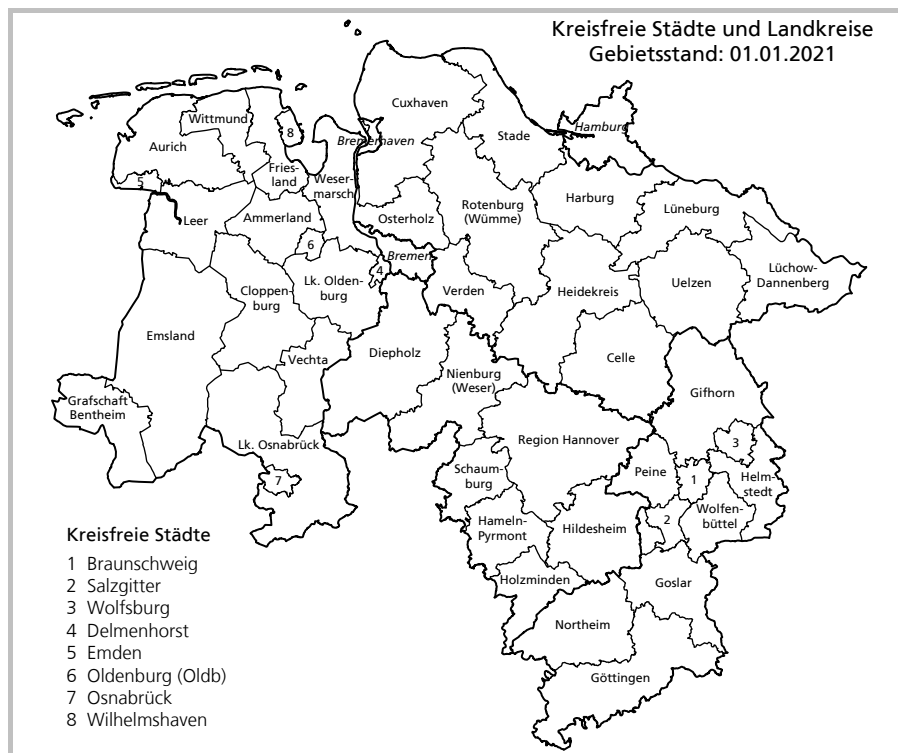 Kreisfreie Städte und Landkreise
Gebietsstand: 01.01.2021
Cuxhaven
Wittmund
8
Stade
Hamburg
Bremerhaven
Aurich
Fries-
land
Weser-
marsch
5
Harburg
Rotenburg
(Wümme)
Lüneburg
Leer
Ammerland
Osterholz
6
Bremen
4
Lüchow-
Dannenberg
Lk. Olden-
burg
Uelzen
Cloppen-
burg
Verden
Heidekreis
Emsland
Diepholz
Vechta
Celle
Nienburg
(Weser)
Gifhorn
Grafschaft
Bentheim
Region Hannover
Lk. Osnabrück
3
Schaum-
burg
Peine
Helm-
stedt
7
1
Wolfen-
büttel
2
Hameln-
Pyrmont
Hildesheim
Holzminden
Goslar
Northeim
Göttingen
Kreisfreie Städte
1 Braunschweig
2 Salzgitter
3 Wolfsburg
4 Delmenhorst
5 Emden
6 Oldenburg (Oldb)
7 Osnabrück
8 Wilhelmshaven